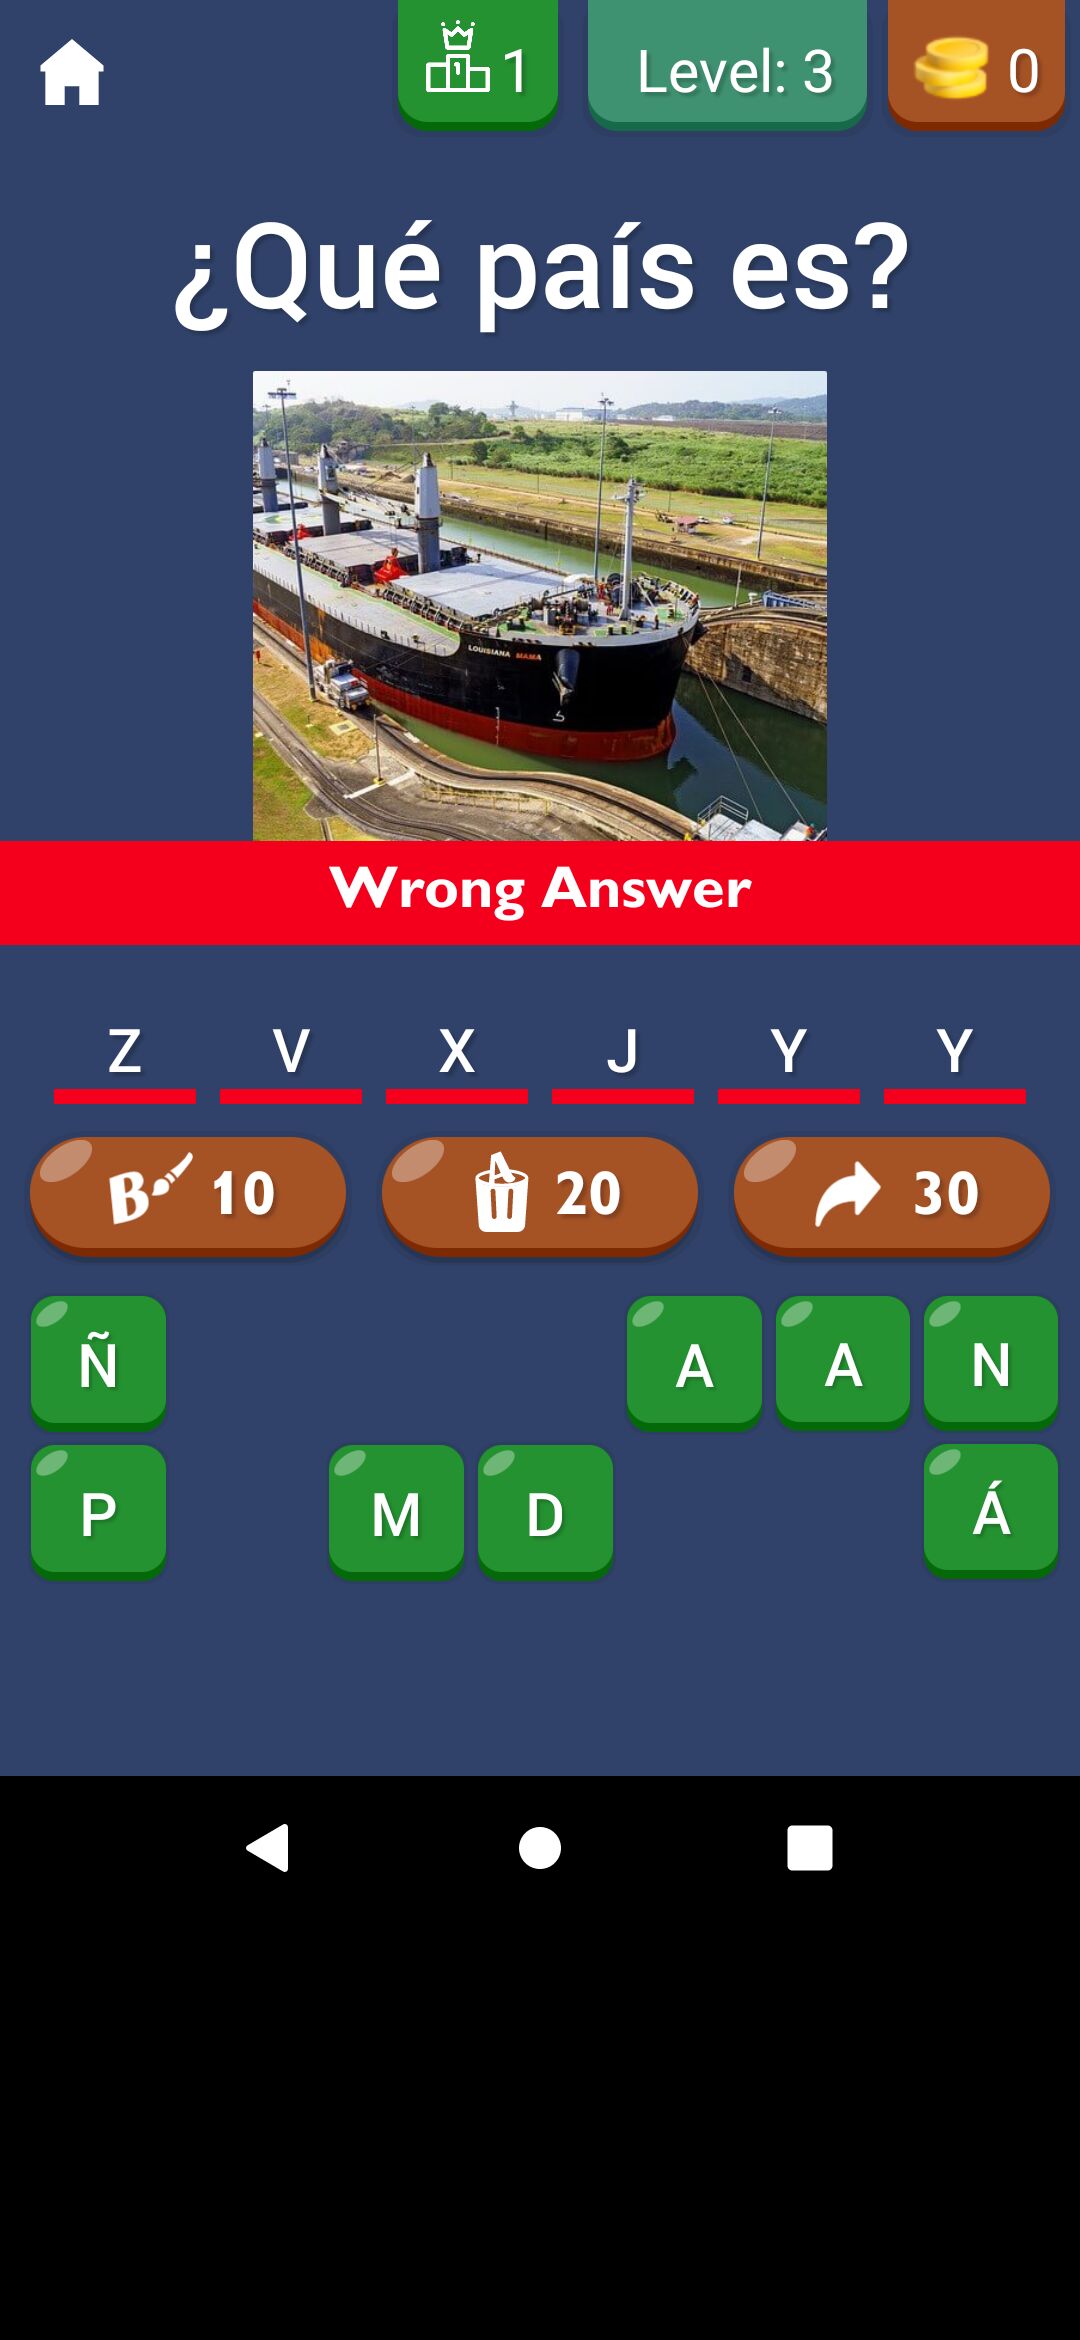 1 Level: 3 0
¿Qué país es?
LOUISIANA MAMA
Wrong Answer
Z V X J Y Y
B 10 20 30
Ñ A A N
P M D Á